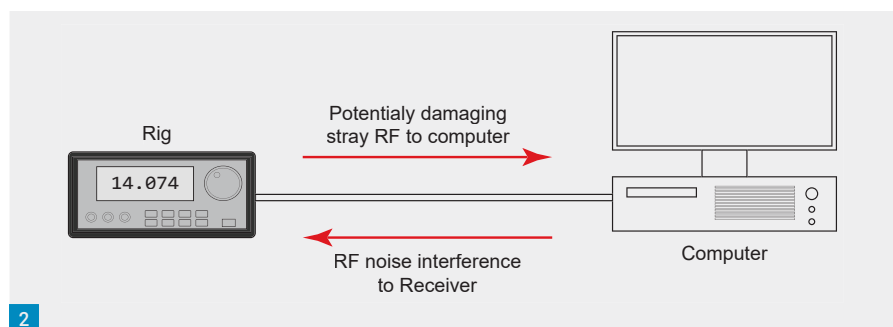 Potentialy damaging
stray RF to computer
Rig
14.074
RF noise interference
to Receiver
Computer
2